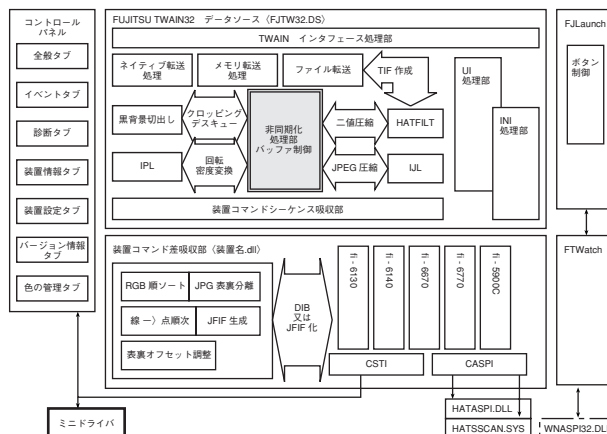 コントロール
パネル
全般タブ
イベントタブ
診断タブ
装置情報タブ
装置設定タブ
バージョン情報
タブ
色の管理タブ
FUJITSU TWAIN32　データソース〈FJTW32.DS〉
TWAIN　インタフェース処理部
ネイティブ転送
処理
メモリ転送
処理
ファイル転送
TIF 作成
UI
処理部
INI
処理部
黒背景切出し
クロッピング
デスキュー
非同期化
処理部
バッファ制御
二値圧縮
HATFILT
IPL
回転
密度変換
JPEG 圧縮
IJL
装置コマンドシーケンス吸収部
FJLaunch
ボタン
制御
装置コマンド差吸収部〈装置名.dll〉
RGB 順ソート
JPG 表裏分離
線 ー〉点順次
JFIF 生成
表裏オフセット調整
DIB
又は
JFIF 化
fi - 6130
fi - 6140
fi - 6670
fi - 6770
fi - 5900C
CSTI
CASPI
FTWatch
ミニドライバ
HATASPI.DLL
HATSSCAN.SYS
WNASPI32.DLL